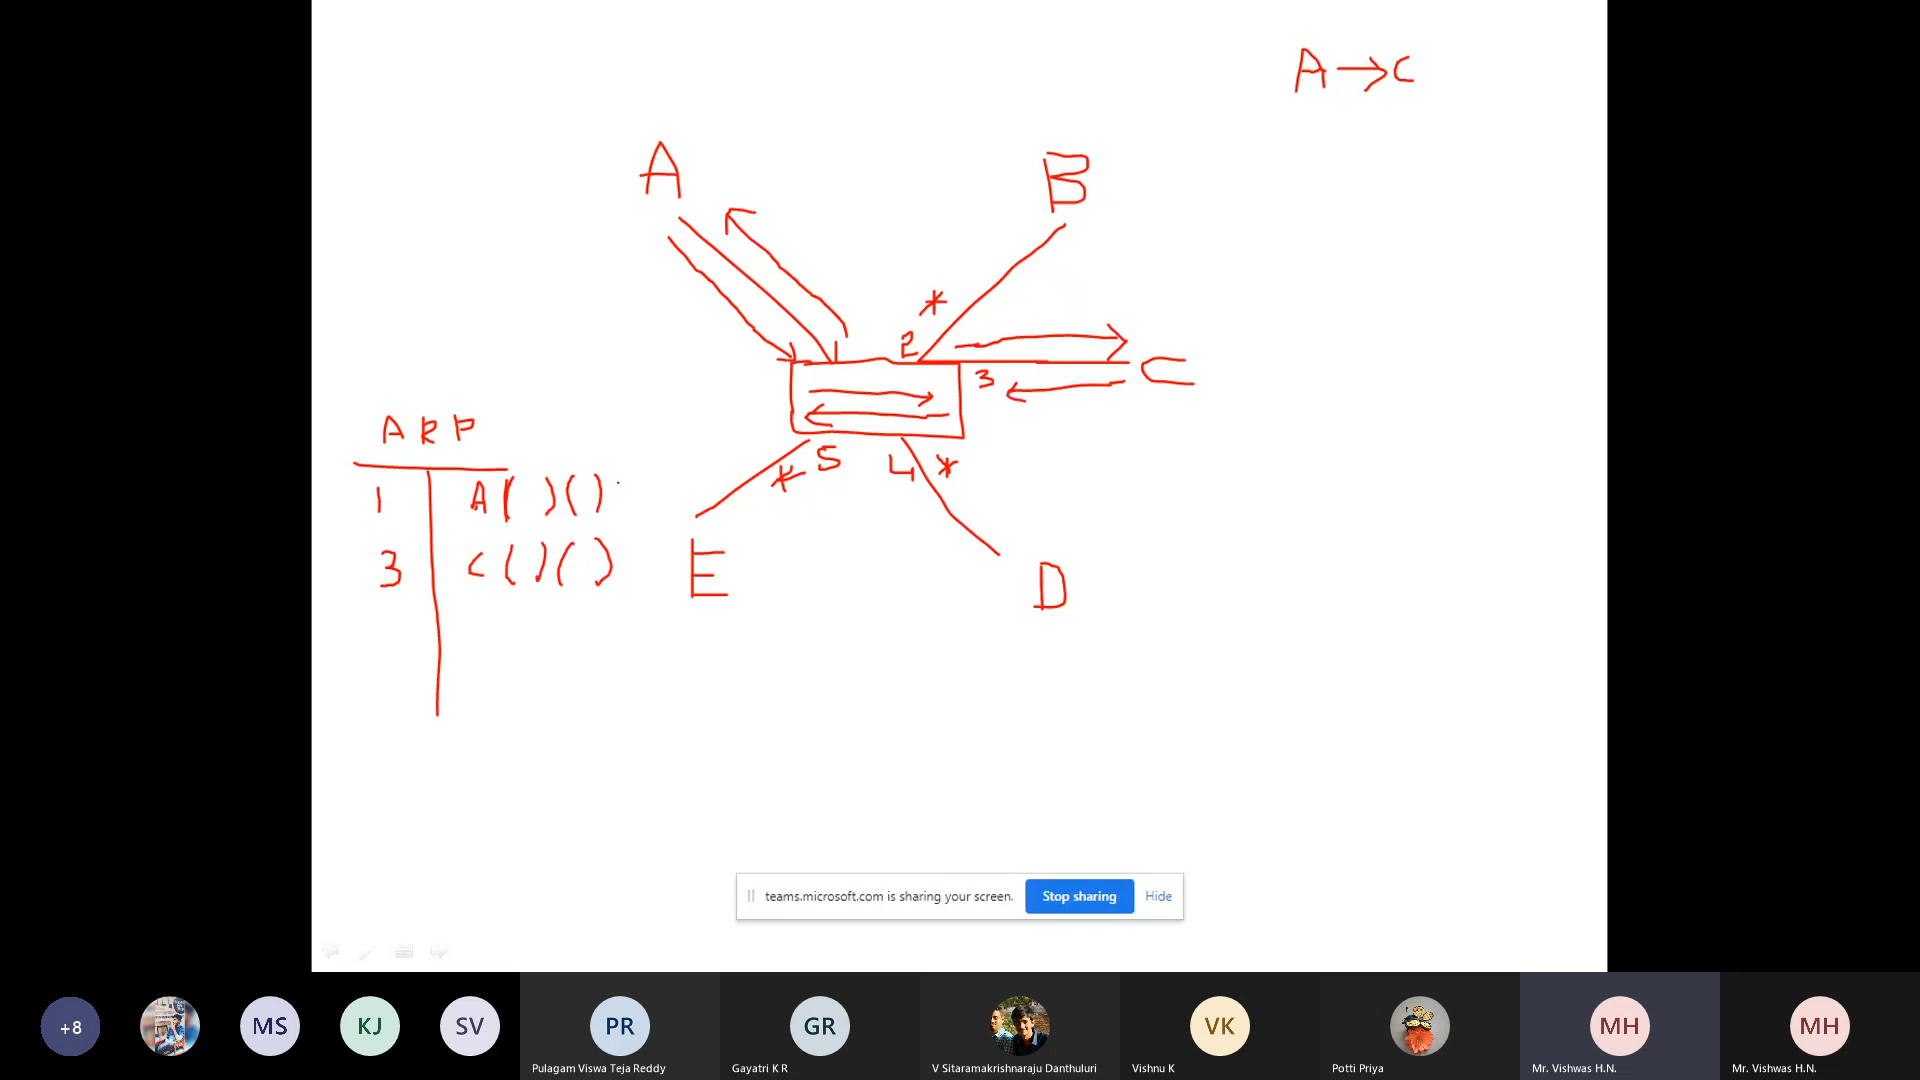 A → C
A
B
*
2
1
C
3
ARP
5
4
*
*
1 A( )( )
3 C( )( )
E
D
teams.microsoft.com is sharing your screen. Stop sharing Hide
+8 MS KJ SV PR GR VK MH MH
Pulagam Viswa Teja Reddy Gayatri K R V Sitaramakrishnaraju Danthuluri Vishnu K Potti Priya Mr. Vishwas H.N. Mr. Vishwas H.N.